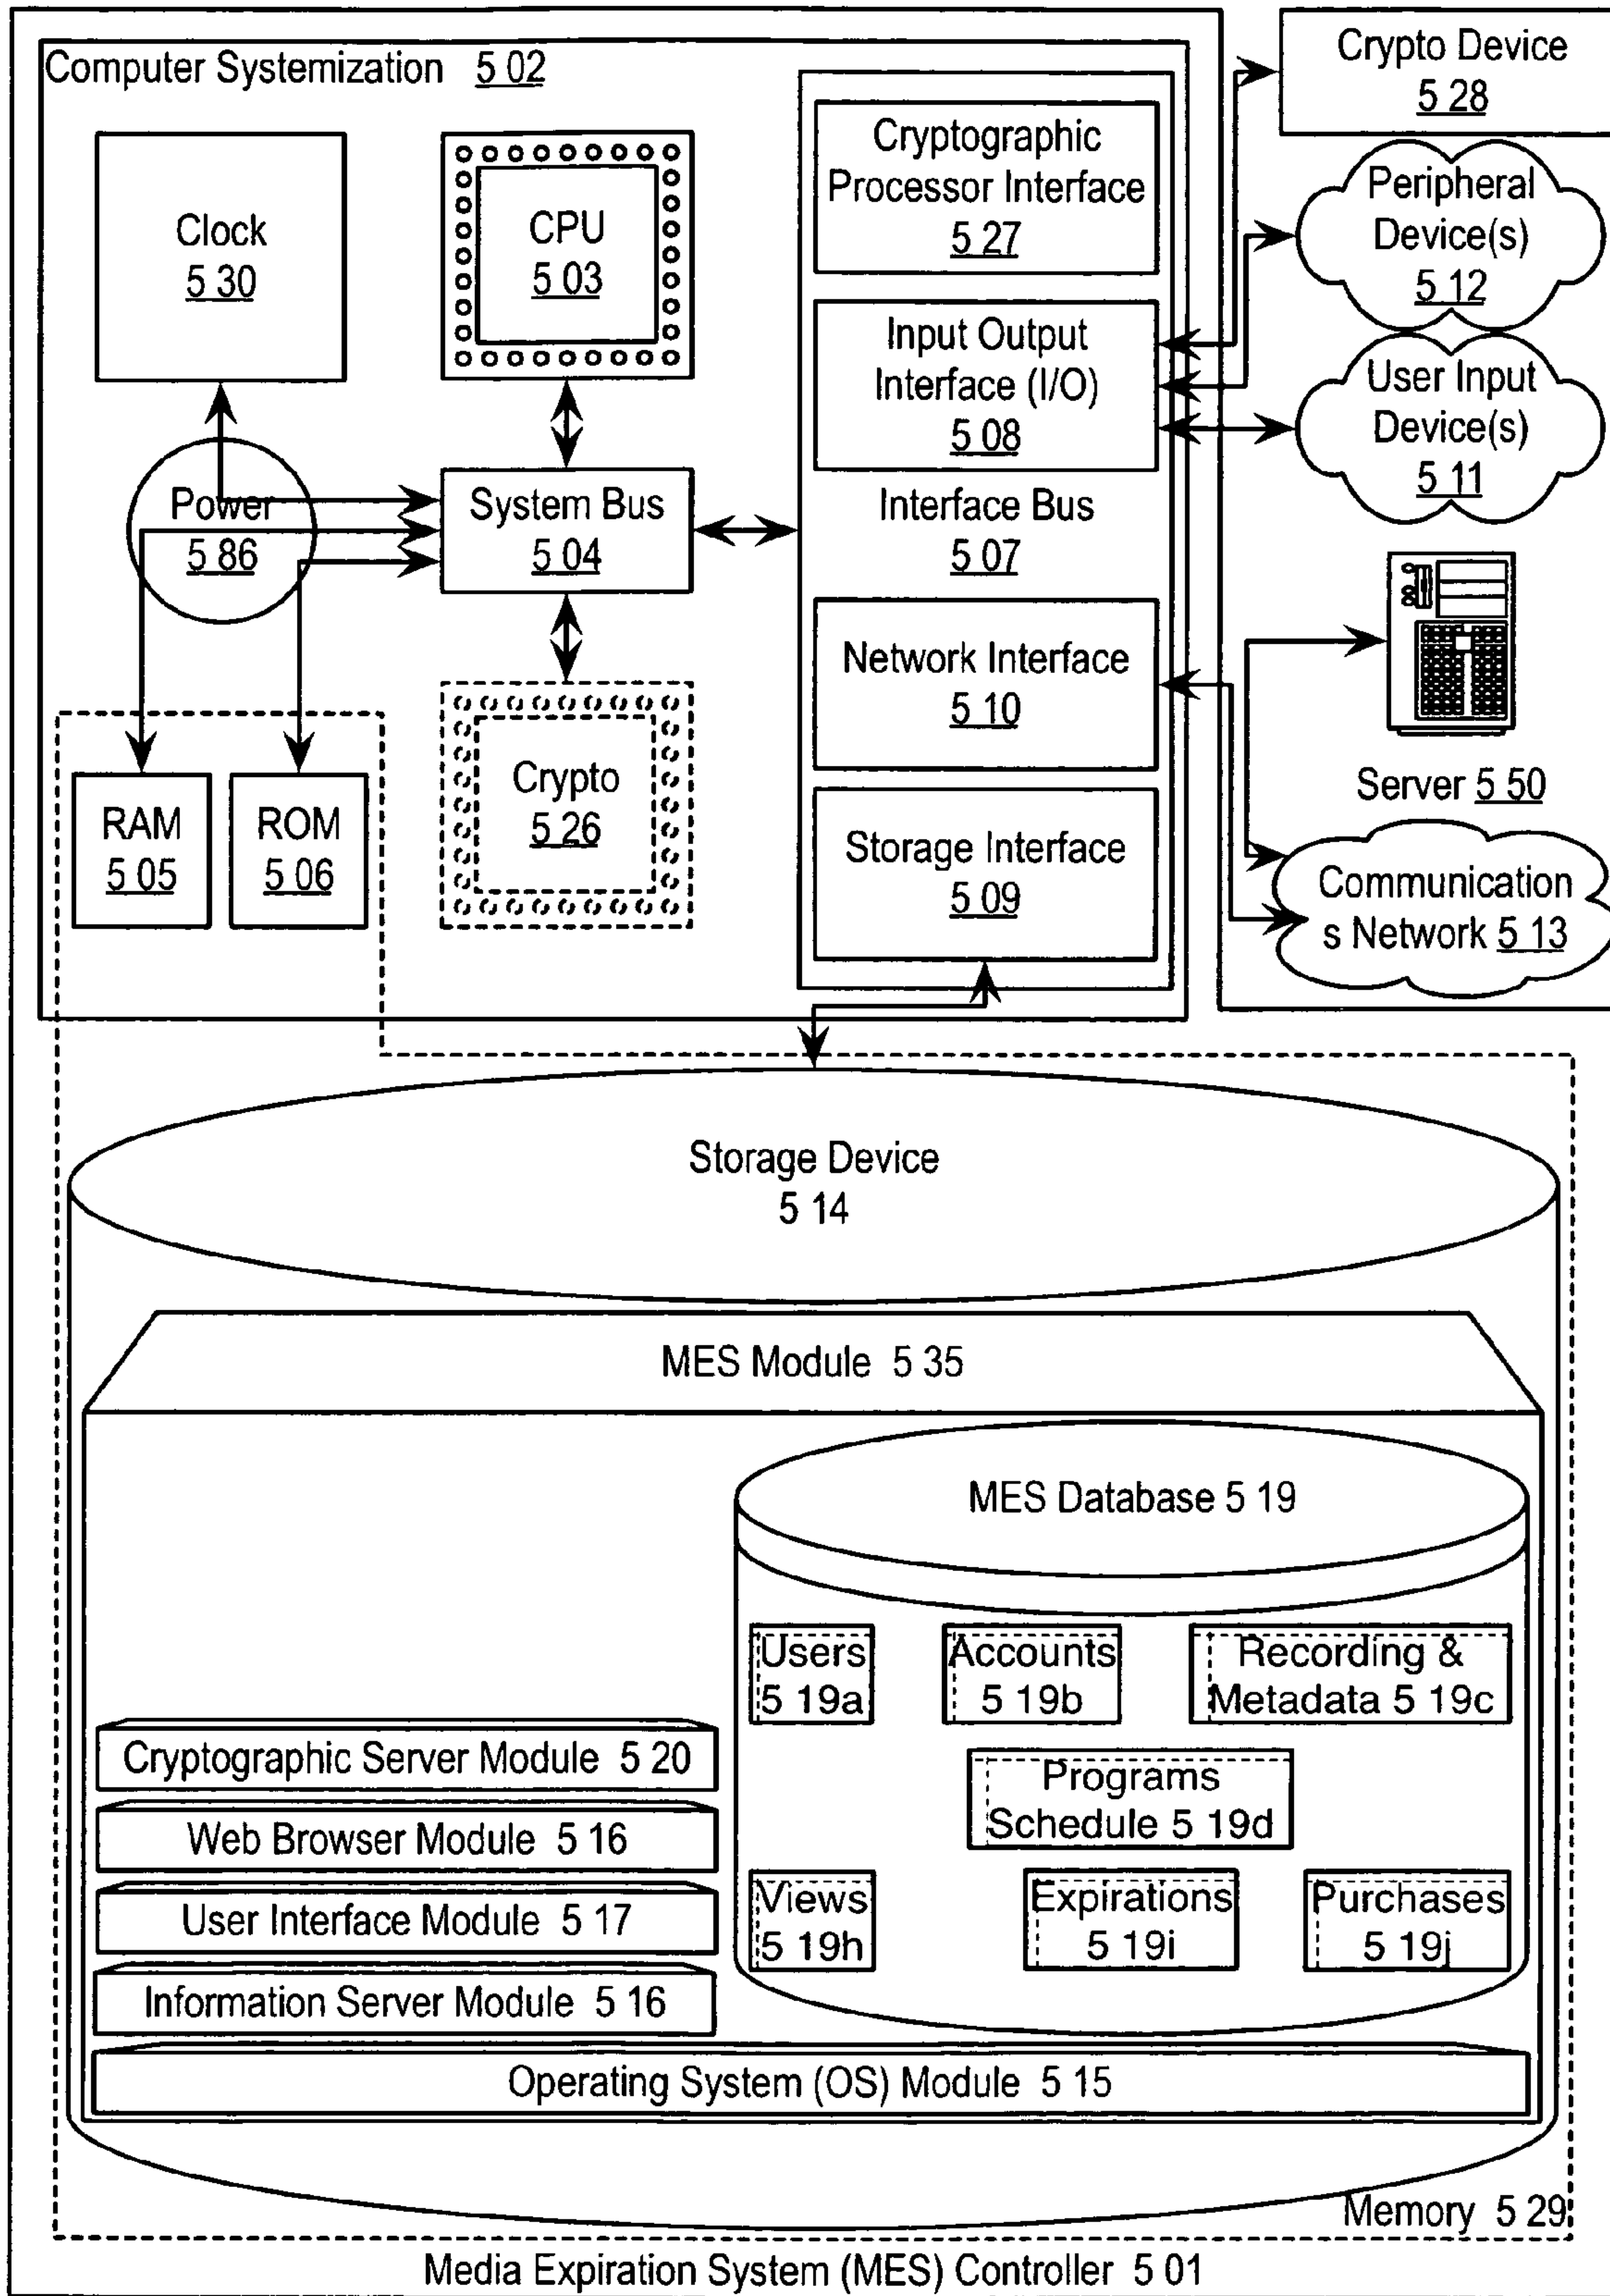 Computer Systemization 5 02
Clock
5 30
CPU
5 03
Power
5 86
System Bus
5 04
RAM
5 05
ROM
5 06
Crypto
5 26
Cryptographic
Processor Interface
5 27
Input Output
Interface (I/O)
5 08
Interface Bus
5 07
Network Interface
5 10
Storage Interface
5 09
Crypto Device
5 28
Peripheral
Device(s)
5 12
User Input
Device(s)
5 11
Server 5 50
Communication
s Network 5 13
Storage Device
5 14
MES Module 5 35
MES Database 5 19
Users
5 19a
Accounts
5 19b
Recording &
Metadata 5 19c
Programs
Schedule 5 19d
Views
5 19h
Expirations
5 19i
Purchases
5 19j
Cryptographic Server Module 5 20
Web Browser Module 5 16
User Interface Module 5 17
Information Server Module 5 16
Operating System (OS) Module 5 15
Memory 5 29
Media Expiration System (MES) Controller 5 01